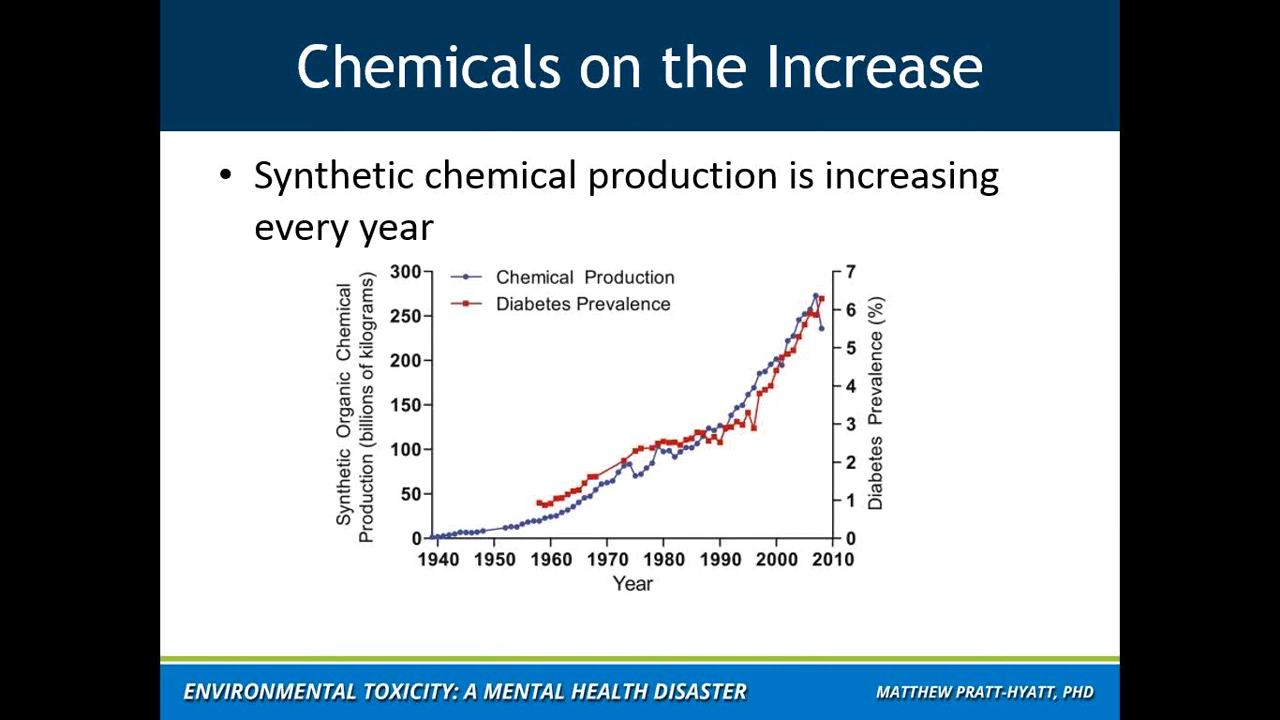 Chemicals on the Increase
• Synthetic chemical production is increasing
every year
Synthetic Organic Chemical
Production (billions of kilograms)
300
250
200
150
100
50
0
Chemical Production
Diabetes Prevalence
7
6
5
4
3
2
1
0
Diabetes Prevalence (%)
1940 1950 1960 1970 1980 1990 2000 2010
Year
ENVIRONMENTAL TOXICITY: A MENTAL HEALTH DISASTER
MATTHEW PRATT-HYATT, PHD